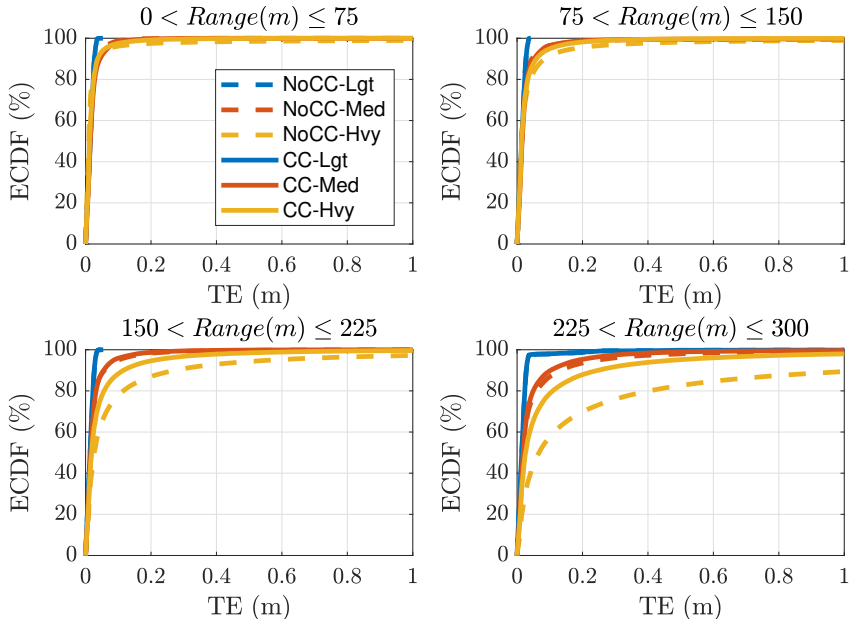 0 < Range(m) ≤ 75
ECDF (%)
100
80
60
40
20
0
NoCC-Lgt
NoCC-Med
NoCC-Hvy
CC-Lgt
CC-Med
CC-Hvy
0 0.2 0.4 0.6 0.8 1
TE (m)
75 < Range(m) ≤ 150
ECDF (%)
100
80
60
40
20
0
0 0.2 0.4 0.6 0.8 1
TE (m)
150 < Range(m) ≤ 225
ECDF (%)
100
80
60
40
20
0
0 0.2 0.4 0.6 0.8 1
TE (m)
225 < Range(m) ≤ 300
ECDF (%)
100
80
60
40
20
0
0 0.2 0.4 0.6 0.8 1
TE (m)